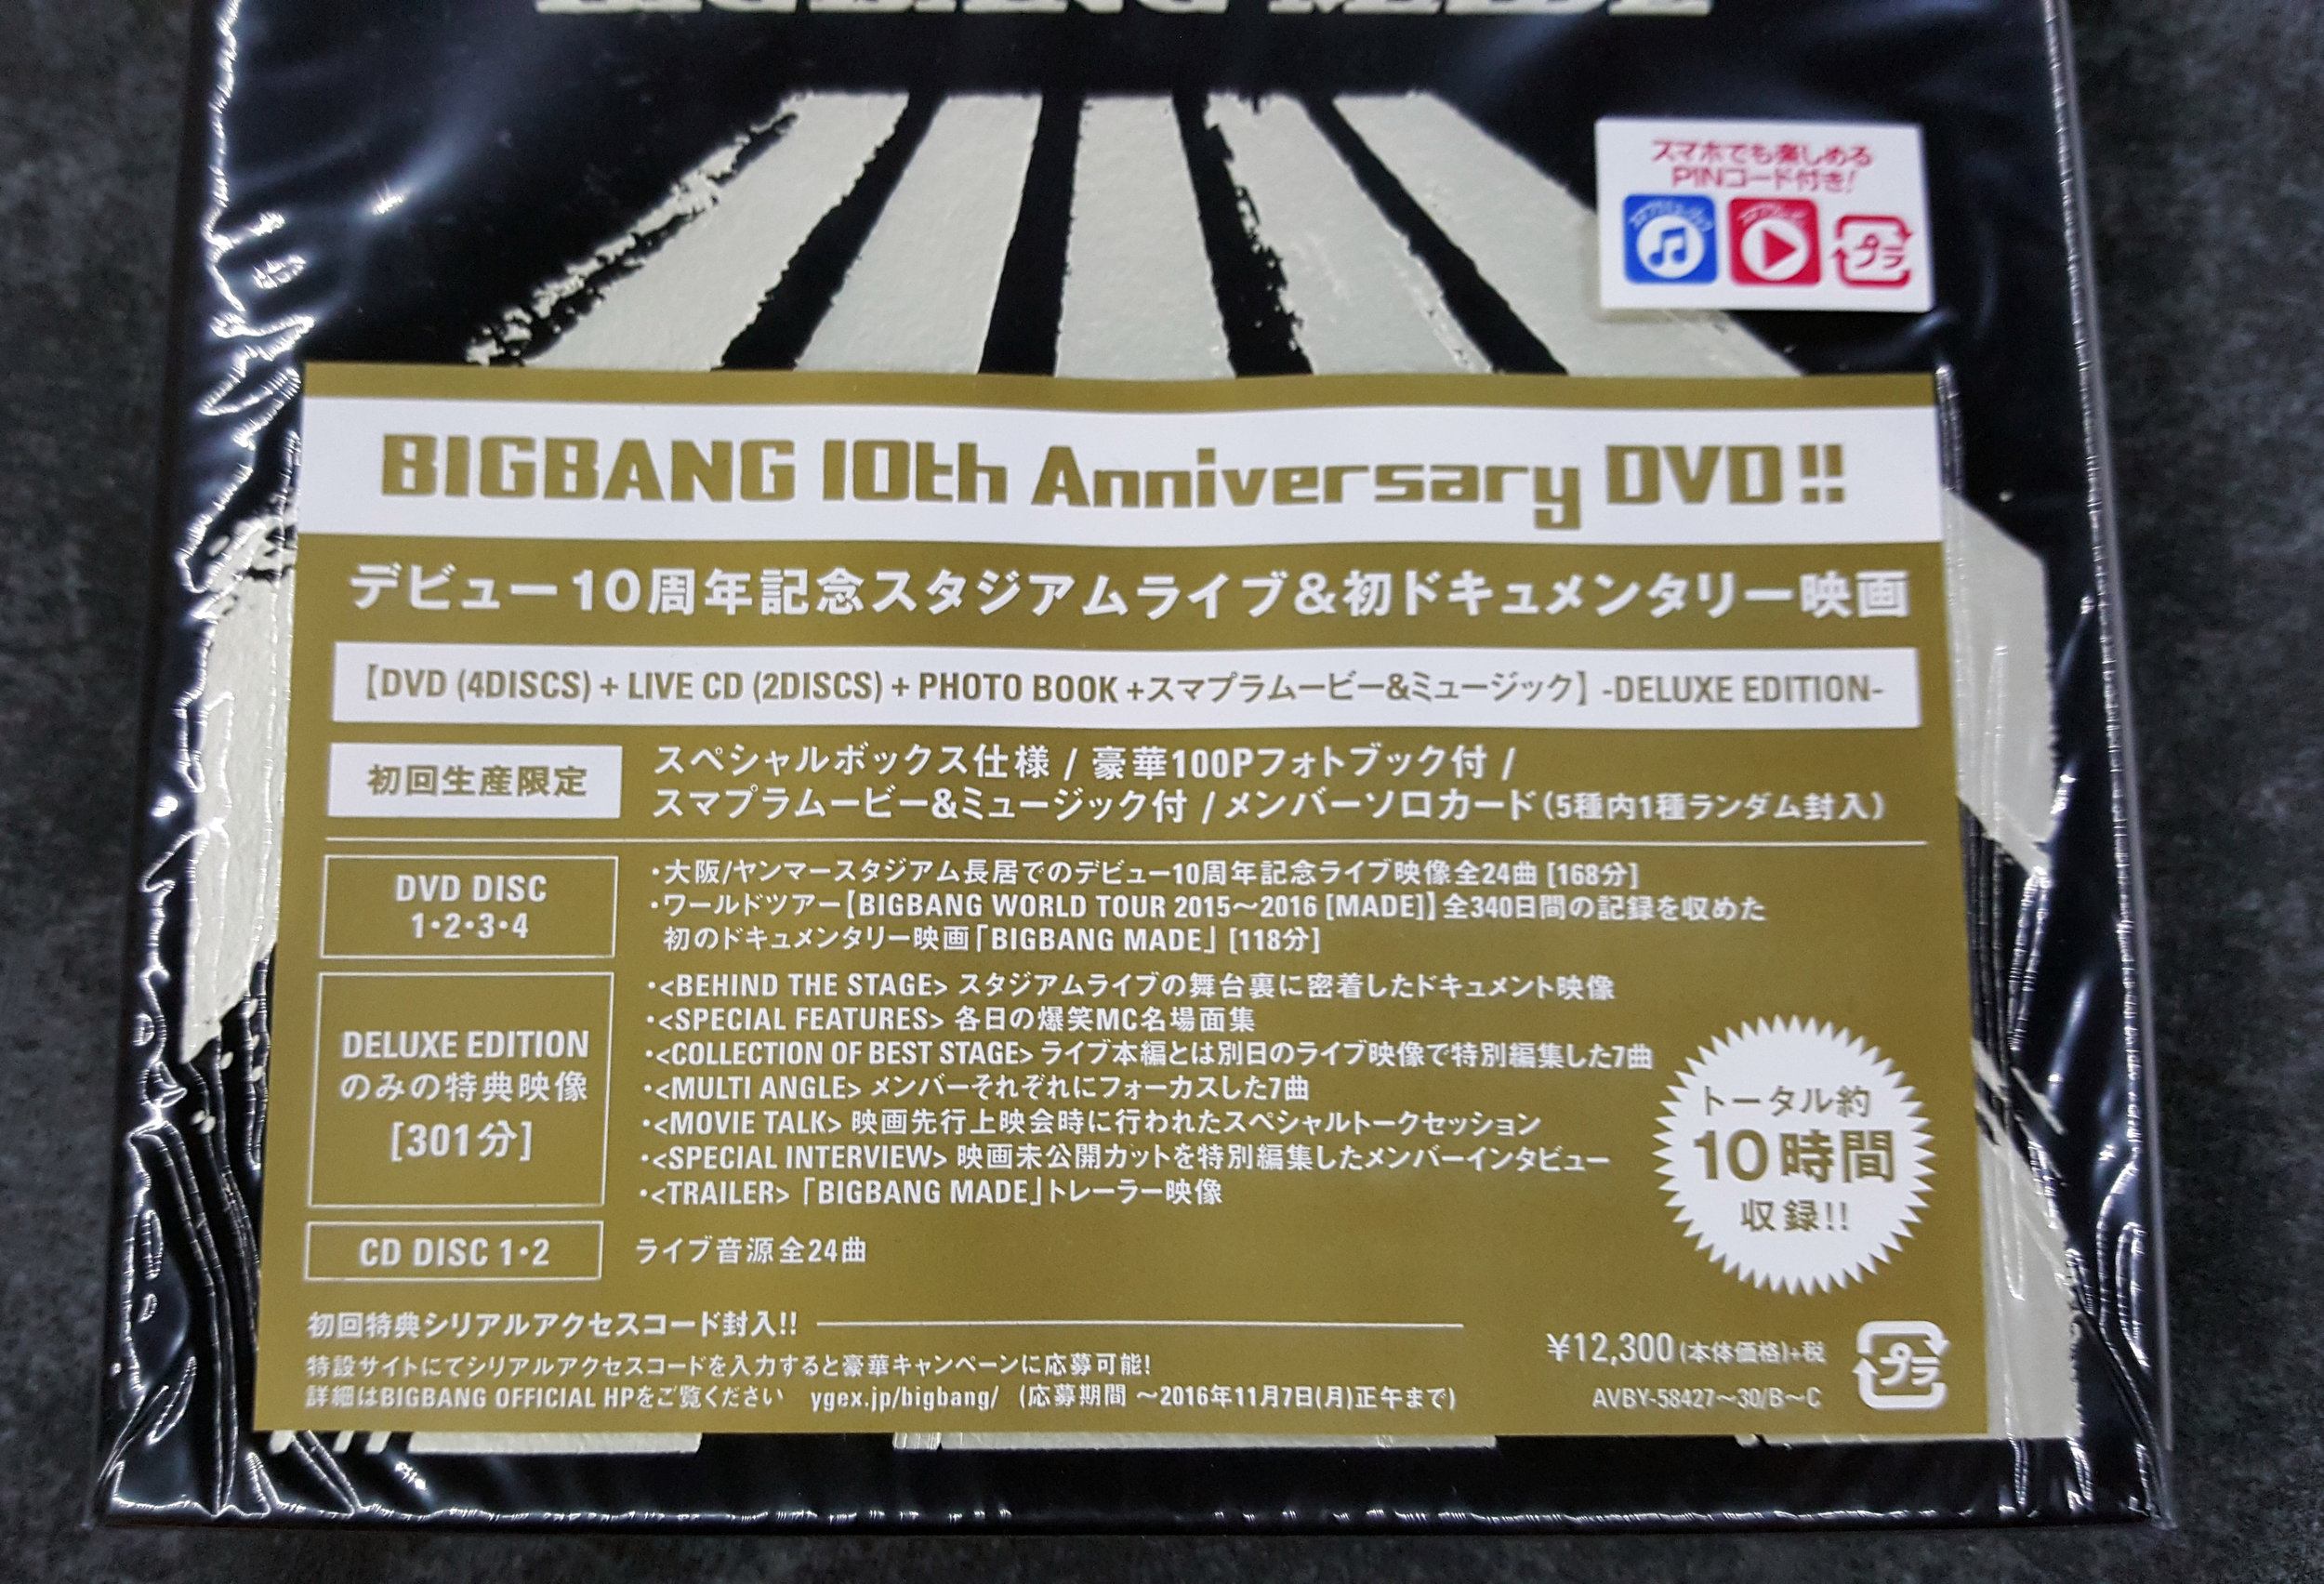 BIGBANG MADE
スマホでも楽しめる
PINコード付き!
プラ
BIGBANG 10th Anniversary DVD!!
デビュー10周年記念スタジアムライブ&初ドキュメンタリー映画
【DVD (4DISCS) + LIVE CD (2DISCS) + PHOTO BOOK +スマプラムービー&ミュージック】 -DELUXE EDITION-
初回生産限定
スペシャルボックス仕様 / 豪華100Pフォトブック付 /
スマプラムービー&ミュージック付 / メンバーソロカード(5種内1種ランダム封入)
DVD DISC
1・2・3・4
・大阪/ヤンマースタジアム長居でのデビュー10周年記念ライブ映像全24曲 [168分]
・ワールドツアー【BIGBANG WORLD TOUR 2015~2016 [MADE]】全340日間の記録を収めた
初のドキュメンタリー映画「BIGBANG MADE」 [118分]
DELUXE EDITION
のみの特典映像
[301分]
・<BEHIND THE STAGE> スタジアムライブの舞台裏に密着したドキュメント映像
・<SPECIAL FEATURES> 各日の爆笑MC名場面集
・<COLLECTION OF BEST STAGE> ライブ本編とは別日のライブ映像で特別編集した7曲
・<MULTI ANGLE> メンバーそれぞれにフォーカスした7曲
・<MOVIE TALK> 映画先行上映会時に行われたスペシャルトークセッション
・<SPECIAL INTERVIEW> 映画未公開カットを特別編集したメンバーインタビュー
・<TRAILER> 「BIGBANG MADE」トレーラー映像
トータル約
10時間
収録!!
CD DISC 1・2
ライブ音源全24曲
初回特典シリアルアクセスコード封入!!
特設サイトにてシリアルアクセスコードを入力すると豪華キャンペーンに応募可能!
詳細はBIGBANG OFFICIAL HPをご覧ください ygex.jp/bigbang/ (応募期間 ~2016年11月7日(月)正午まで)
¥12,300(本体価格)+税
AVBY-58427~30/B~C
プラ